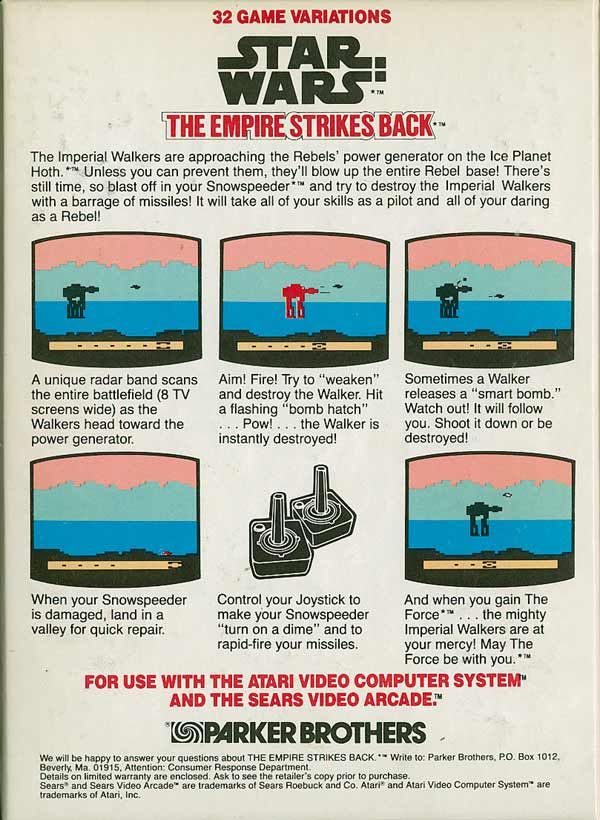 32 GAME VARIATIONS
STAR
WARS*™
THE EMPIRE STRIKES BACK*™
The Imperial Walkers are approaching the Rebels' power generator on the Ice Planet
Hoth.*™ Unless you can prevent them, they'll blow up the entire Rebel base! There's
still time, so blast off in your Snowspeeder*™ and try to destroy the Imperial Walkers
with a barrage of missiles! It will take all of your skills as a pilot and all of your daring
as a Rebel!
A unique radar band scans
the entire battlefield (8 TV
screens wide) as the
Walkers head toward the
power generator.
Aim! Fire! Try to "weaken"
and destroy the Walker. Hit
a flashing "bomb hatch"
. . . Pow! . . . the Walker is
instantly destroyed!
Sometimes a Walker
releases a "smart bomb."
Watch out! It will follow
you. Shoot it down or be
destroyed!
When your Snowspeeder
is damaged, land in a
valley for quick repair.
Control your Joystick to
make your Snowspeeder
"turn on a dime" and to
rapid-fire your missiles.
And when you gain The
Force*™ . . . the mighty
Imperial Walkers are at
your mercy! May The
Force be with you.*™
FOR USE WITH THE ATARI VIDEO COMPUTER SYSTEM™
AND THE SEARS VIDEO ARCADE.™
PARKER BROTHERS
We will be happy to answer your questions about THE EMPIRE STRIKES BACK.*™ Write to: Parker Brothers, P.O. Box 1012,
Beverly, Ma. 01915, Attention: Consumer Response Department.
Details on limited warranty are enclosed. Ask to see the retailer's copy prior to purchase.
Sears® and Sears Video Arcade™ are trademarks of Sears Roebuck and Co. Atari® and Atari Video Computer System™ are
trademarks of Atari, Inc.